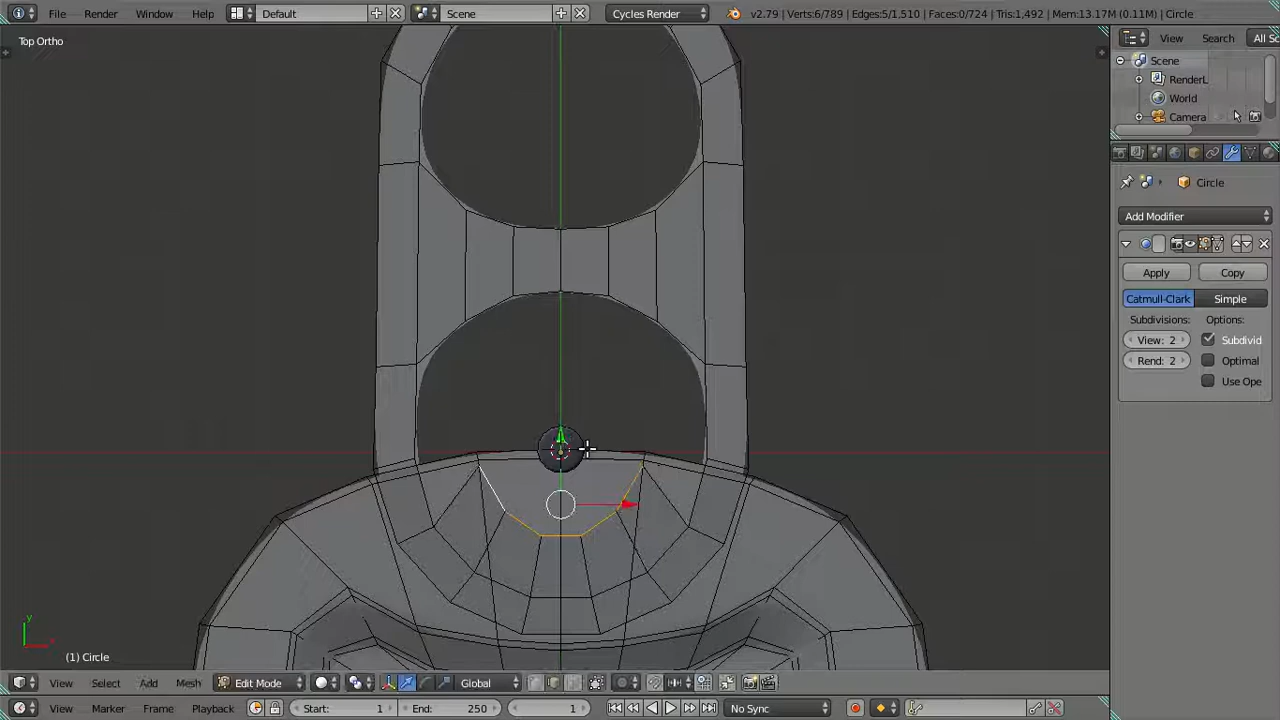 File Render Window Help Default Scene Cycles Render v2.79 | Verts:6/789 | Edges:5/1,510 | Faces:0/724 | Tris:1,492 | Mem:13.17M (0.11M) | Circle
Top Ortho
View Search All Sc
Scene
RenderL
World
Camera
Circle
Add Modifier
Apply Copy
Catmull-Clark Simple
Subdivisions: Options:
View: 2 Subdivid
Rend: 2 Optimal
Use Ope
y
(1) Circle
View Select Add Mesh Edit Mode Global
View Marker Frame Playback Start: 1 End: 250 1 No Sync